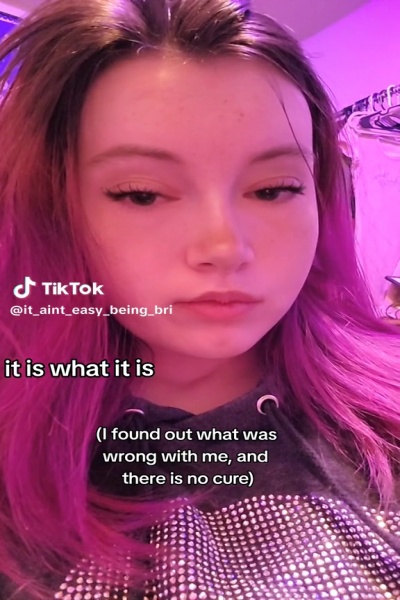 TikTok
@it_aint_easy_being_bri
it is what it is
(I found out what was
wrong with me, and
there is no cure)